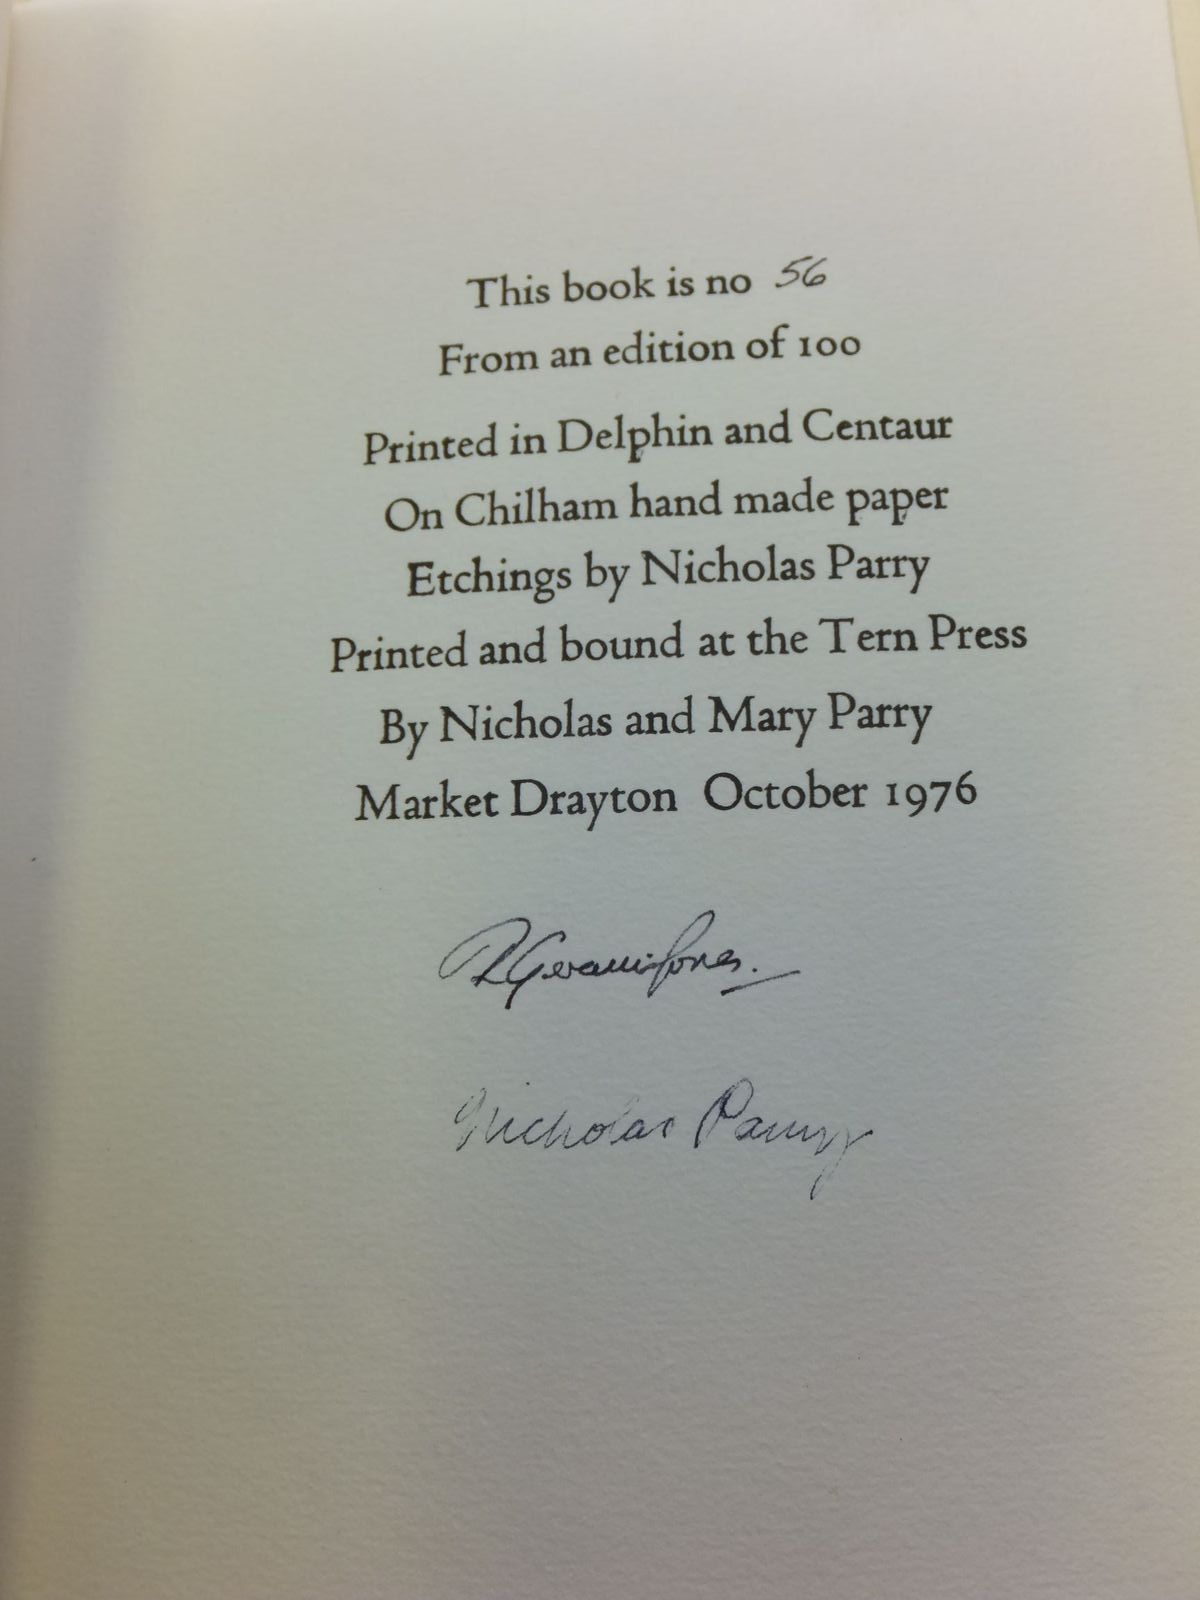 This book is no 56
From an edition of 100
Printed in Delphin and Centaur
On Chilham hand made paper
Etchings by Nicholas Parry
Printed and bound at the Tern Press
By Nicholas and Mary Parry
Market Drayton October 1976
Nicholas Parry